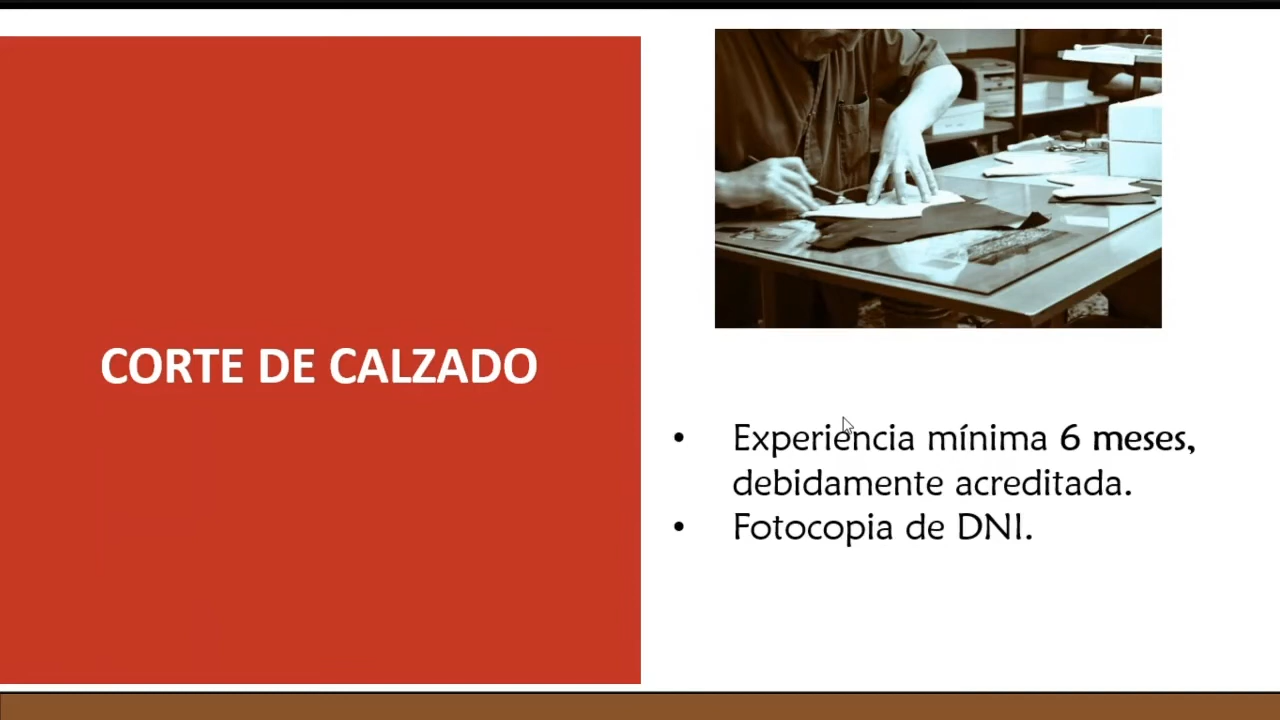 CORTE DE CALZADO
• Experiencia mínima 6 meses,
debidamente acreditada.
• Fotocopia de DNI.